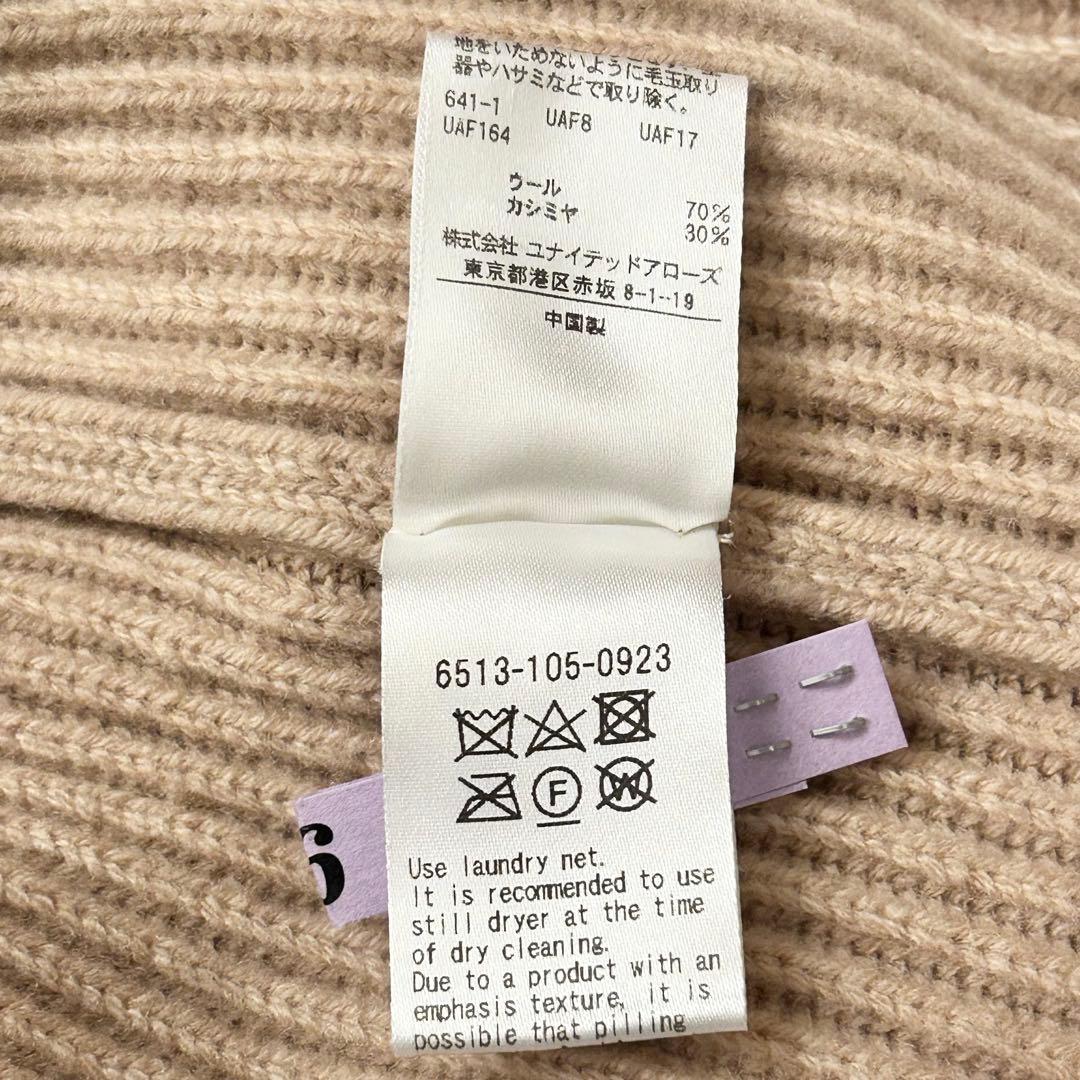 地をいためないように毛玉取り
器やハサミなどで取り除く。
641-1 UAF8 UAF17
UAF164
ウール 70%
カシミヤ 30%
株式会社 ユナイテッドアローズ
東京都港区赤坂 8-1-19
中国製
6513-105-0923
F W
6
Use laundry net.
It is recommended to use
still dryer at the time
of dry cleaning.
Due to a product with an
emphasis texture, it is
possible that pilling